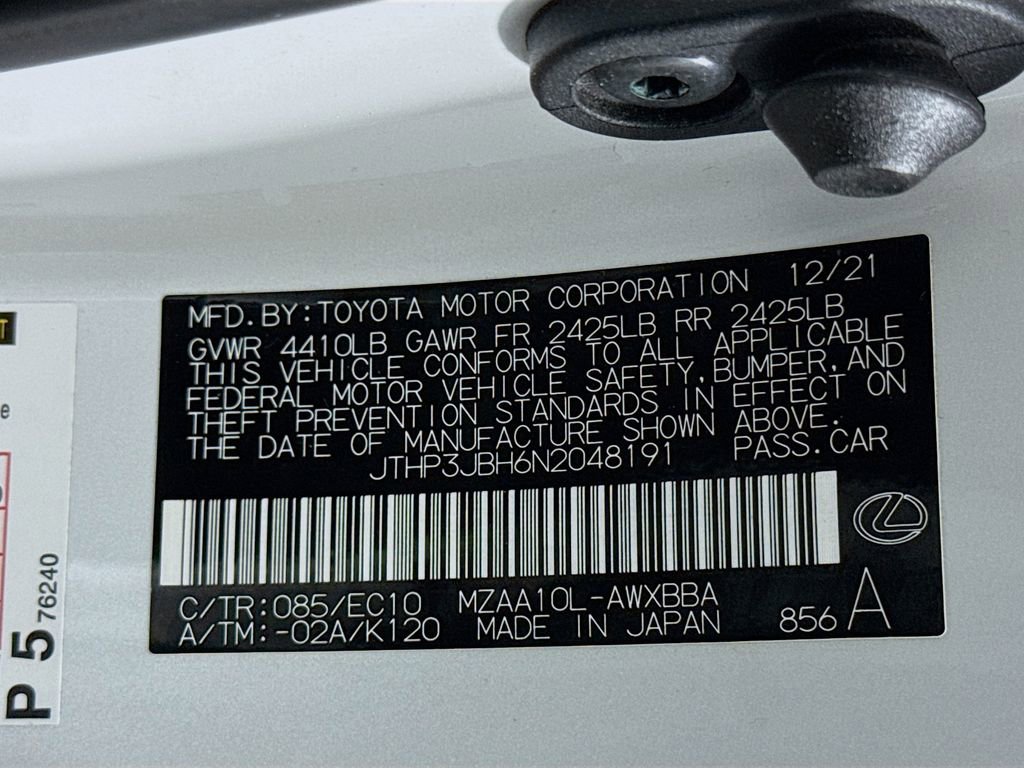 MFD.BY:TOYOTA MOTOR CORPORATION 12/21
GVWR 4410LB GAWR FR 2425LB RR 2425LB
THIS VEHICLE CONFORMS TO ALL APPLICABLE
FEDERAL MOTOR VEHICLE SAFETY,BUMPER,AND
THEFT PREVENTION STANDARDS IN EFFECT ON
THE DATE OF MANUFACTURE SHOWN ABOVE.
JTHP3JBH6N2048191 PASS.CAR
C/TR:085/EC10 MZAA10L-AWXBBA
A/TM:-02A/K120 MADE IN JAPAN 856 A
P 5 76240